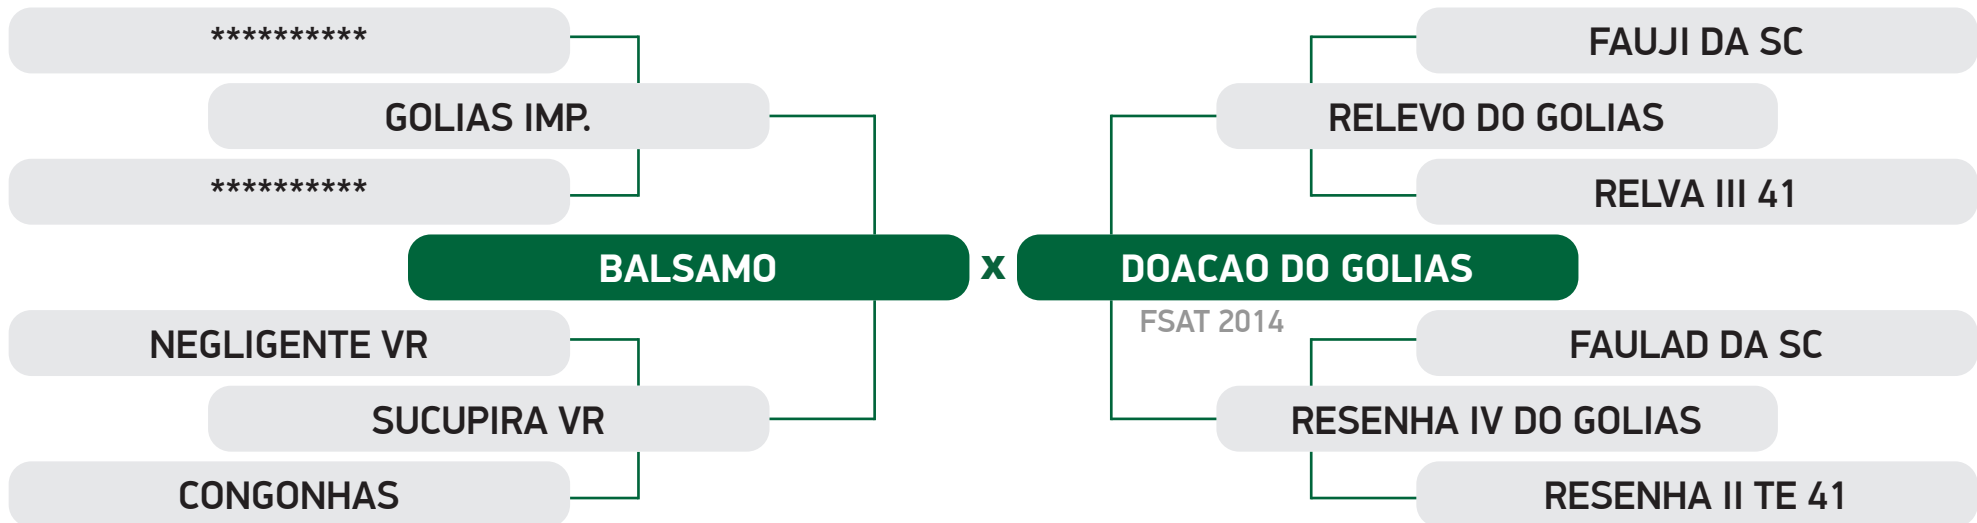 **********
FAUJI DA SC
GOLIAS IMP.
RELEVO DO GOLIAS
**********
RELVA III 41
BALSAMO x DOACAO DO GOLIAS
FSAT 2014
NEGLIGENTE VR
FAULAD DA SC
SUCUPIRA VR
RESENHA IV DO GOLIAS
CONGONHAS
RESENHA II TE 41